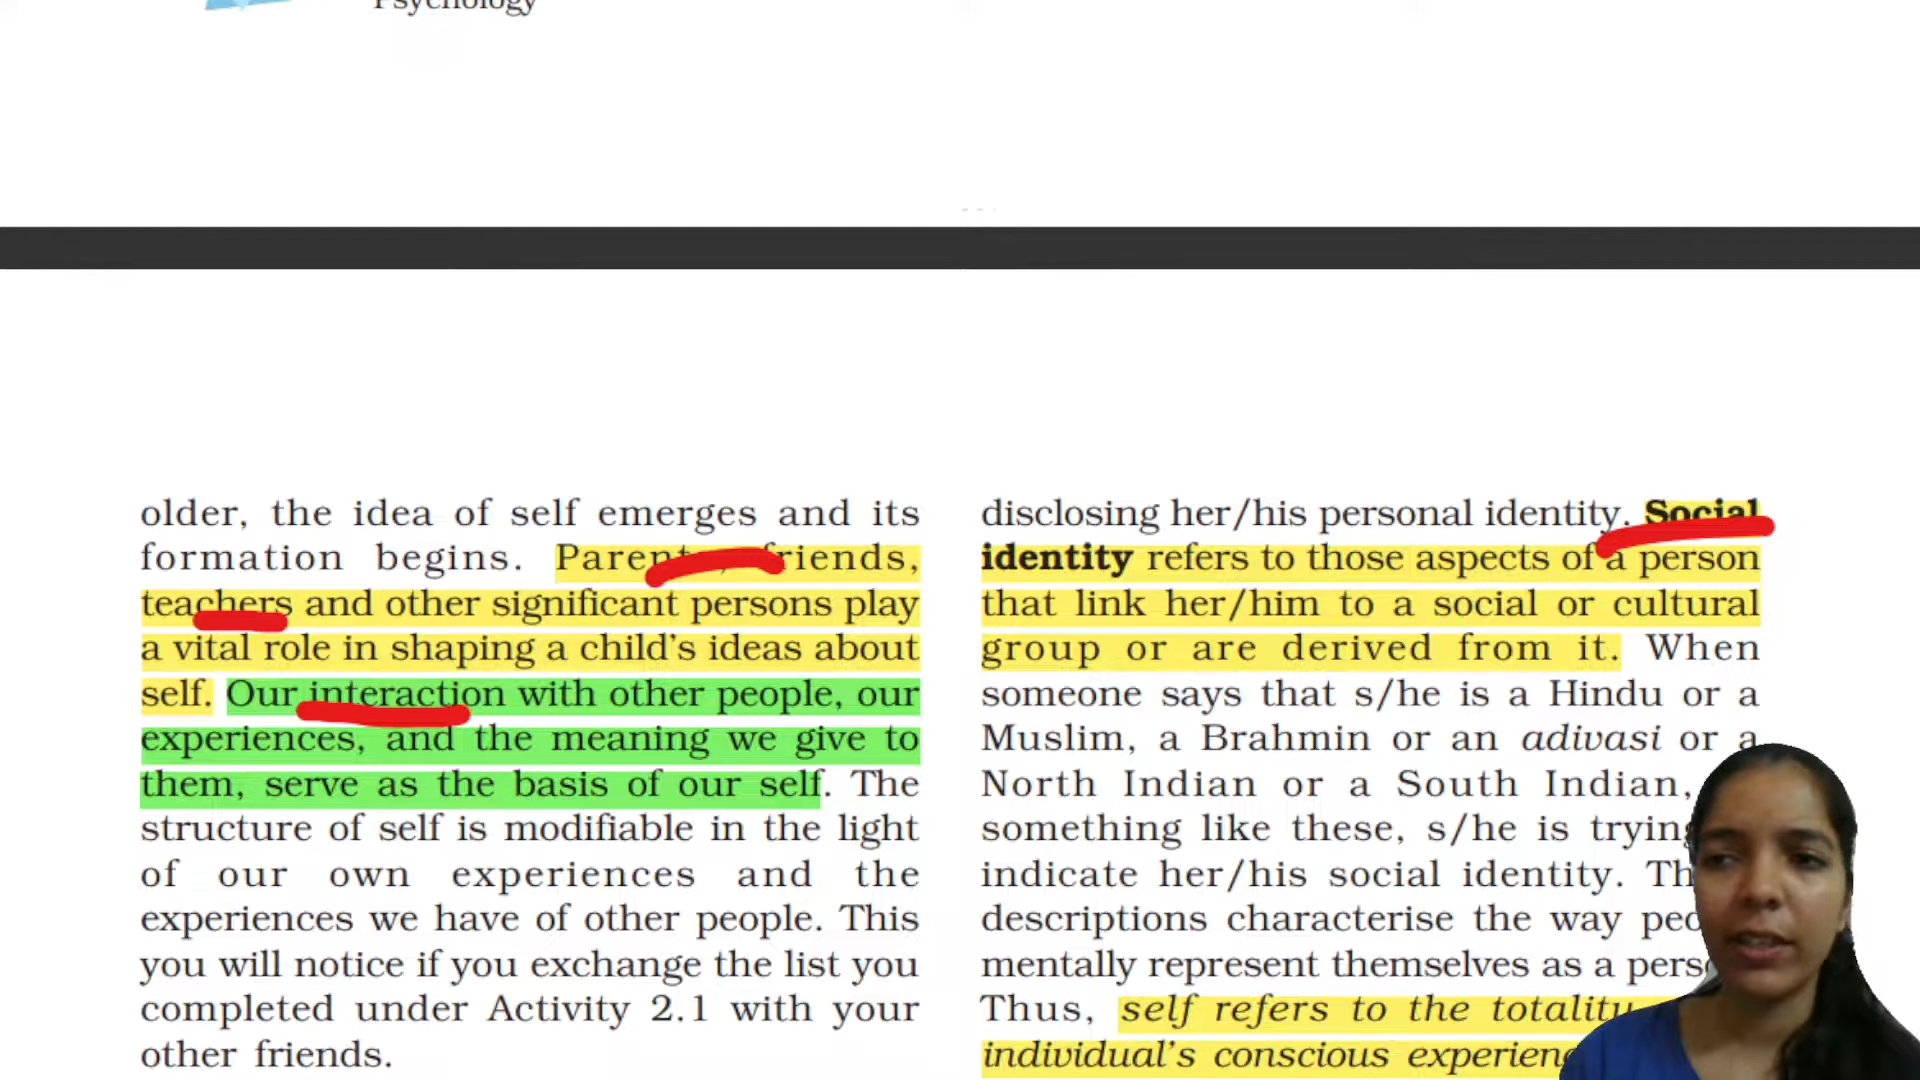 Psychology
older, the idea of self emerges and its
formation begins. Parents, friends,
teachers and other significant persons play
a vital role in shaping a child's ideas about
self. Our interaction with other people, our
experiences, and the meaning we give to
them, serve as the basis of our self. The
structure of self is modifiable in the light
of our own experiences and the
experiences we have of other people. This
you will notice if you exchange the list you
completed under Activity 2.1 with your
other friends.
disclosing her/his personal identity. Social
identity refers to those aspects of a person
that link her/him to a social or cultural
group or are derived from it. When
someone says that s/he is a Hindu or a
Muslim, a Brahmin or an adivasi or a
North Indian or a South Indian,
something like these, s/he is trying
indicate her/his social identity.
descriptions characterise the way
mentally represent themselves as a
Thus, self refers to the totality
individual's conscious